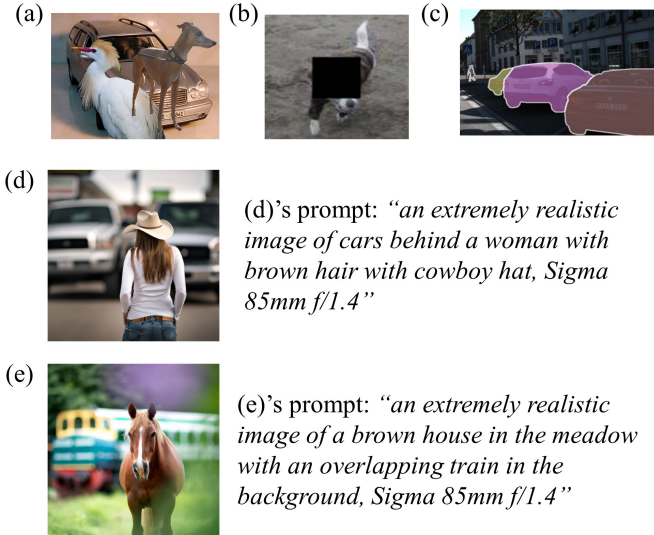 (a)
(b)
(c)
(d)
(d)'s prompt: “an extremely realistic
image of cars behind a woman with
brown hair with cowboy hat, Sigma
85mm f/1.4”
(e)
(e)'s prompt: “an extremely realistic
image of a brown house in the meadow
with an overlapping train in the
background, Sigma 85mm f/1.4”